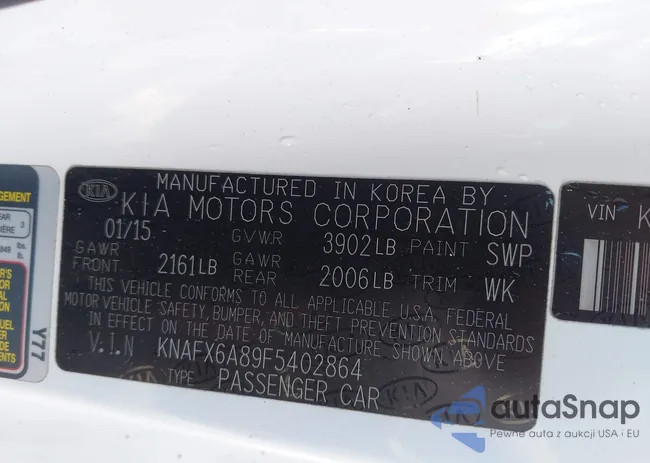 KIA
MANUFACTURED IN KOREA BY
KIA MOTORS CORPORATION
01/15 GVWR 3902LB PAINT SWP
GAWR FRONT 2161LB GAWR REAR 2006LB TRIM WK
THIS VEHICLE CONFORMS TO ALL APPLICABLE U.S.A. FEDERAL
MOTOR VEHICLE SAFETY, BUMPER, AND THEFT PREVENTION STANDARDS
IN EFFECT ON THE DATE OF MANUFACTURE SHOWN ABOVE
V.I.N KNAFX6A89F5402864
TYPE PASSENGER CAR
Y77
VIN K
autaSnap
Pewne auta z aukcji USA i EU